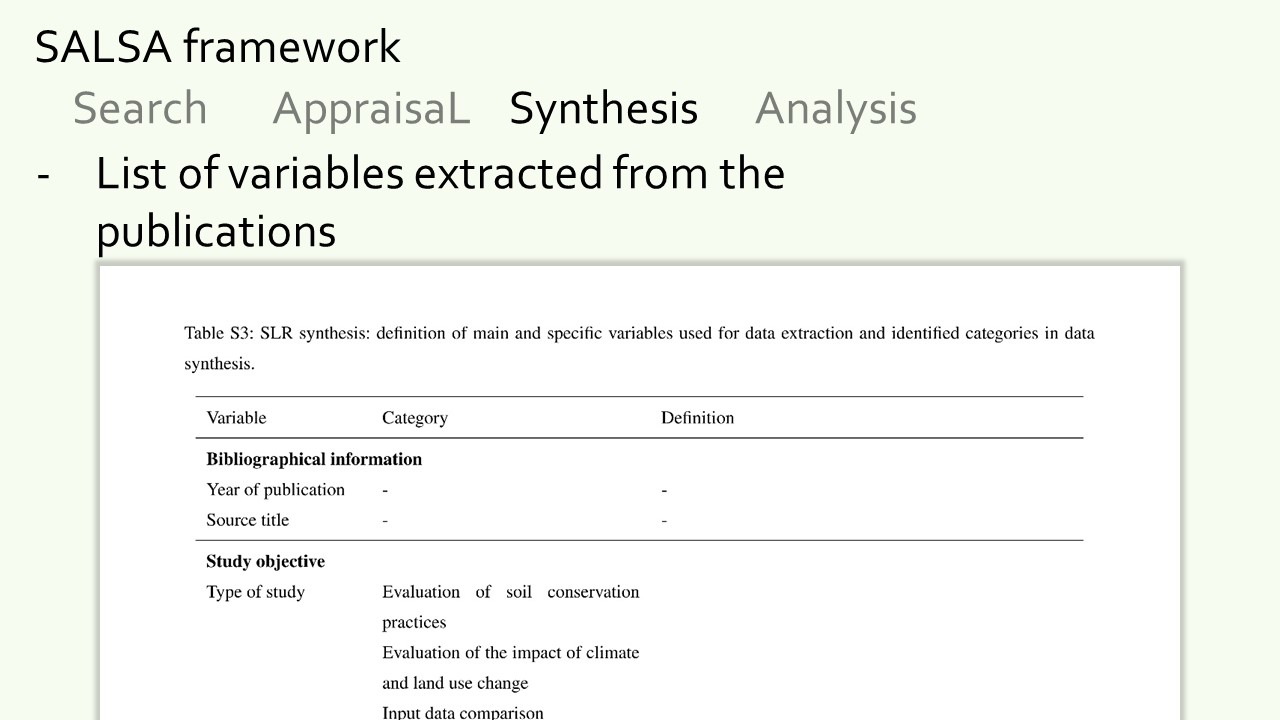 SALSA framework
Search AppraisaL Synthesis Analysis
- List of variables extracted from the
publications
Table S3: SLR synthesis: definition of main and specific variables used for data extraction and identified categories in data
synthesis.
Variable Category Definition
Bibliographical information
Year of publication - -
Source title - -
Study objective
Type of study Evaluation of soil conservation
practices
Evaluation of the impact of climate
and land use change
Input data comparison